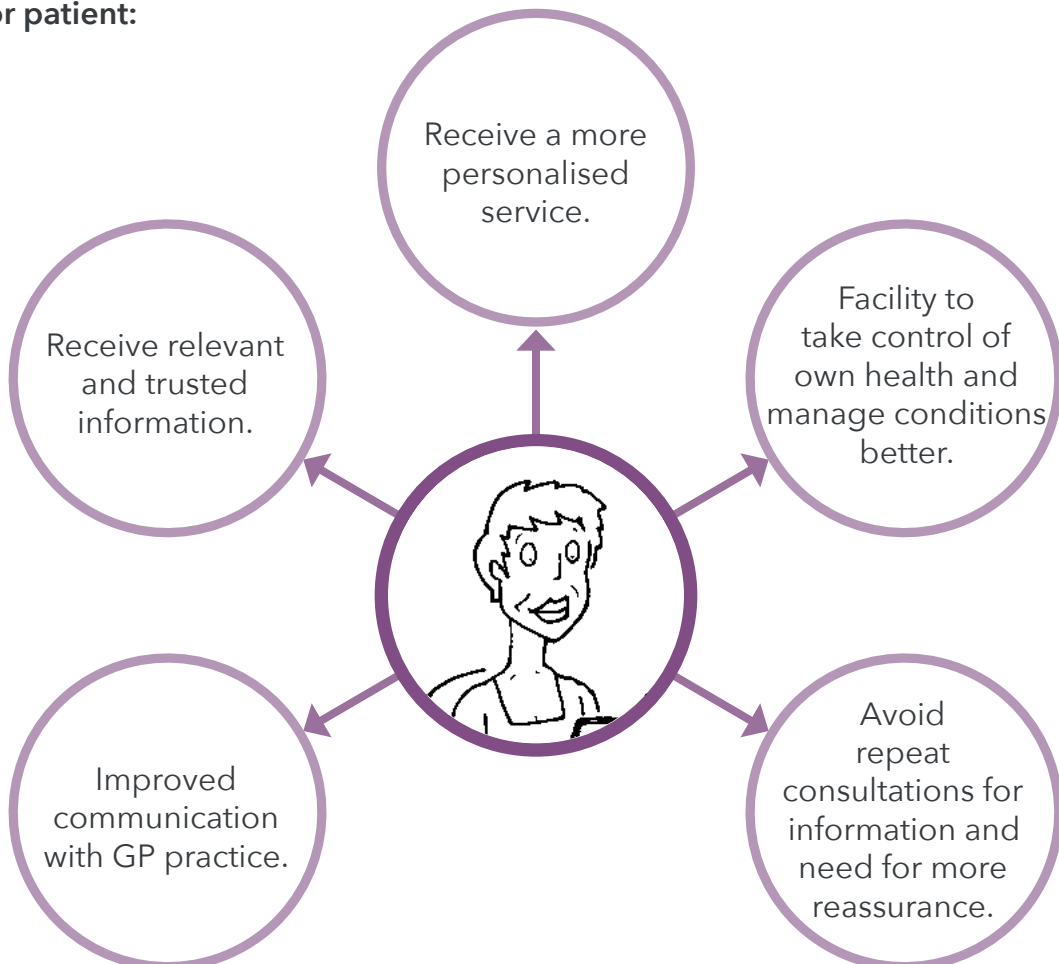 or patient:
Receive a more
personalised
service.
Receive relevant
and trusted
information.
Facility to
take control of
own health and
manage conditions
better.
Improved
communication
with GP practice.
Avoid
repeat
consultations for
information and
need for more
reassurance.